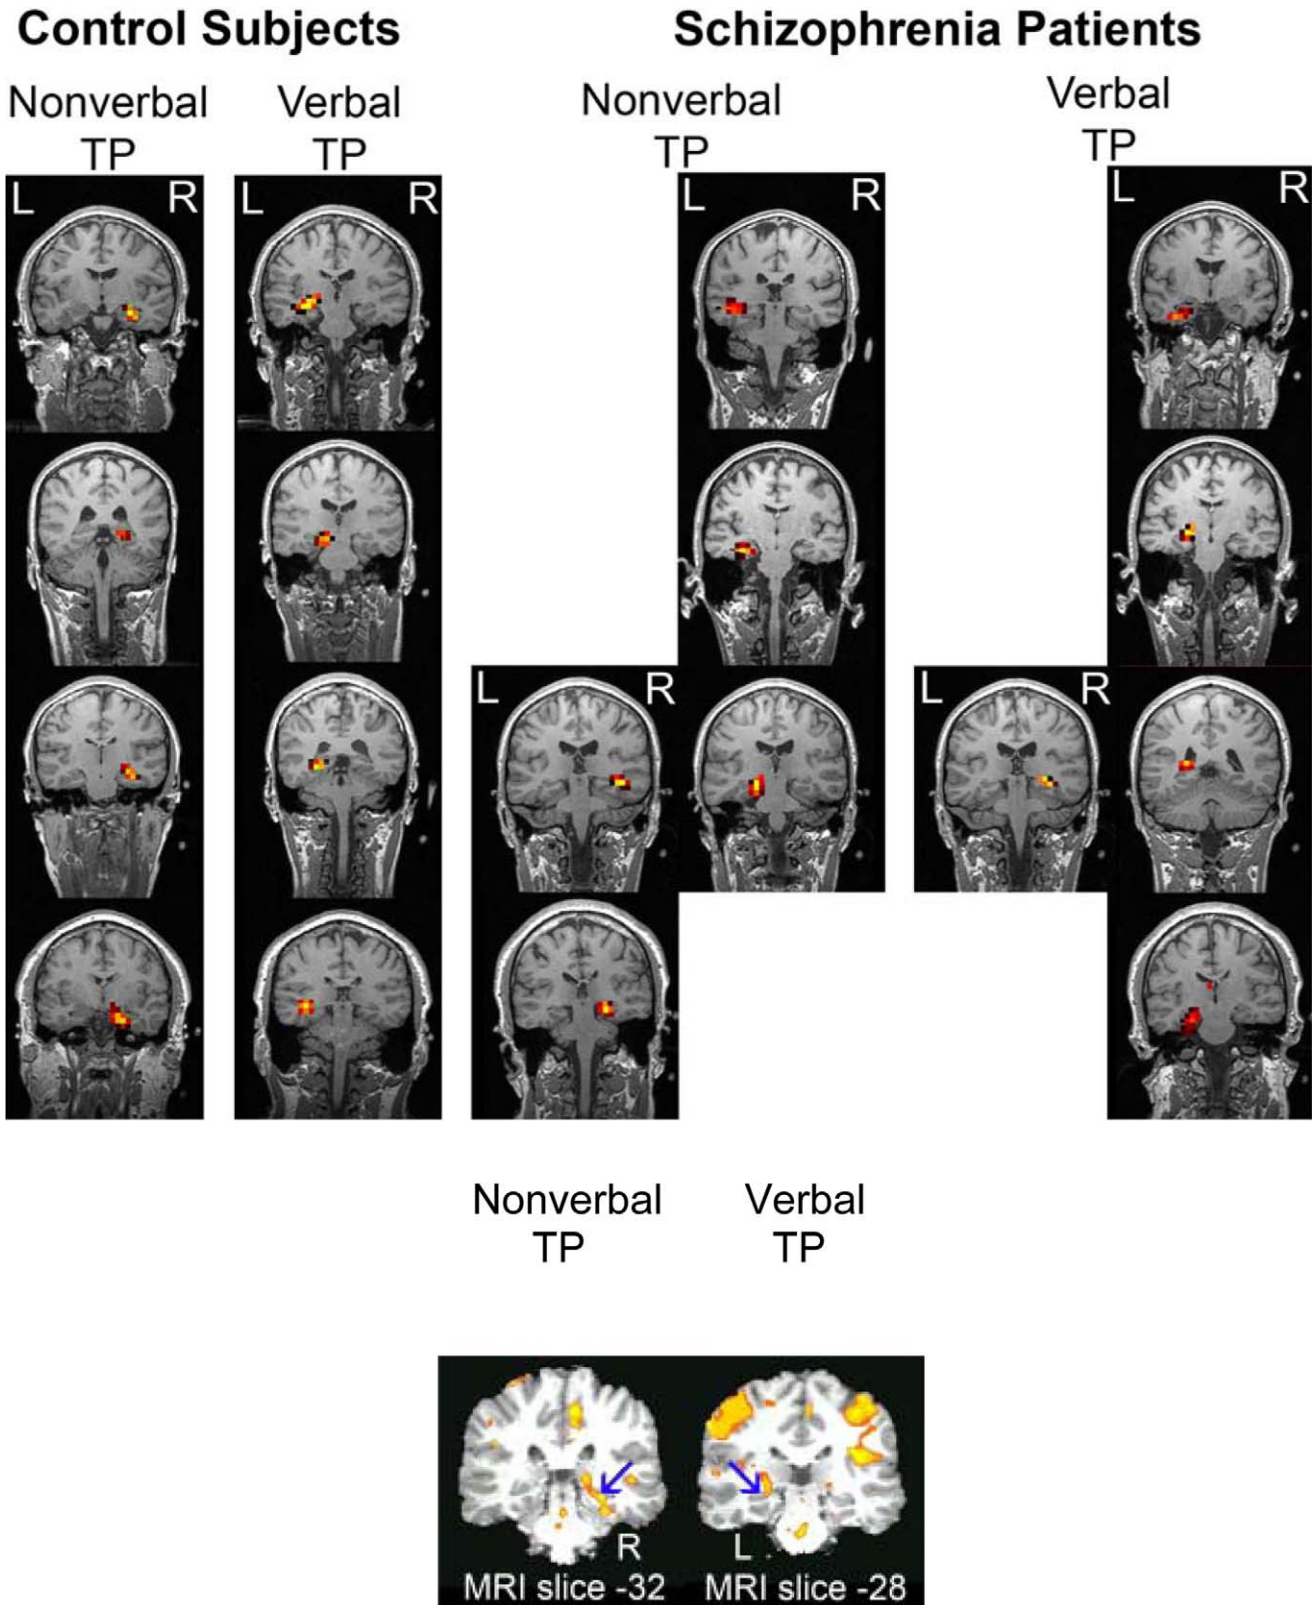 Control Subjects
Schizophrenia Patients
Nonverbal
TP
Verbal
TP
Nonverbal
TP
Verbal
TP
L R
L R
L R
L R
L R
L R
Nonverbal
TP
Verbal
TP
R
L
MRI slice -32
MRI slice -28